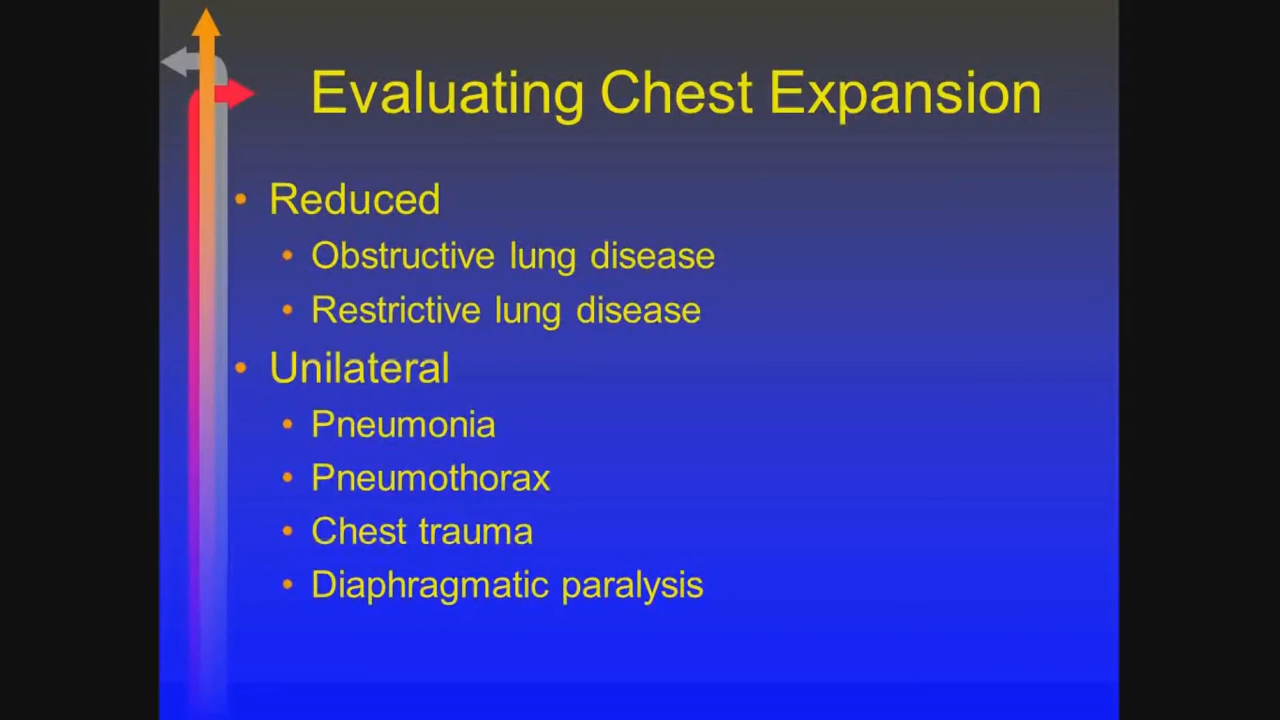 Evaluating Chest Expansion
• Reduced
• Obstructive lung disease
• Restrictive lung disease
• Unilateral
• Pneumonia
• Pneumothorax
• Chest trauma
• Diaphragmatic paralysis